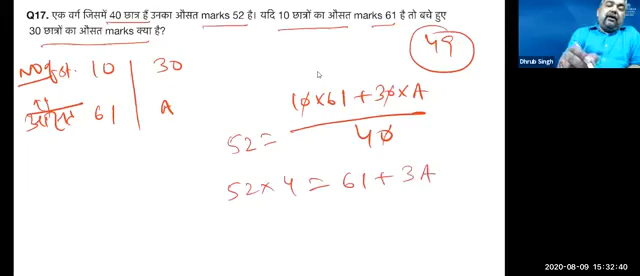 Q17. एक वर्ग जिसमें 40 छात्र हैं उनका औसत marks 52 है। यदि 10 छात्रों का औसत marks 61 है तो बचे हुए
30 छात्रों का औसत marks क्या है?
49
Dhrub Singh
No of st. 10 30
औसत 61 A
52 = 10×61 + 30×A
40
52 × 4 = 61 + 3A
2020-08-09 15:32:40